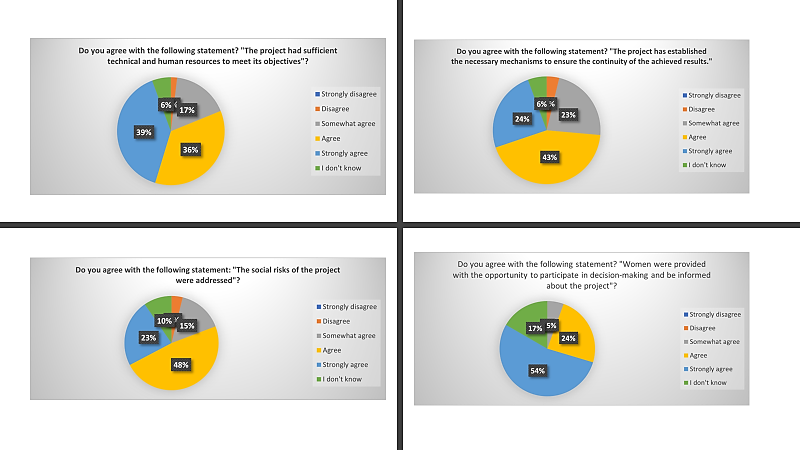 Do you agree with the following statement? "The project had sufficient
technical and human resources to meet its objectives"?
6%
17%
39%
36%
Strongly disagree
Disagree
Somewhat agree
Agree
Strongly agree
I don't know
Do you agree with the following statement? "The project has established
the necessary mechanisms to ensure the continuity of the achieved results."
6%
%
23%
24%
43%
Strongly disagree
Disagree
Somewhat agree
Agree
Strongly agree
I don't know
Do you agree with the following statement: "The social risks of the project
were addressed"?
10%
15%
23%
48%
Strongly disagree
Disagree
Somewhat agree
Agree
Strongly agree
I don't know
Do you agree with the following statement? "Women were provided
with the opportunity to participate in decision-making and be informed
about the project"?
17%
5%
24%
54%
Strongly disagree
Disagree
Somewhat agree
Agree
Strongly agree
I don't know